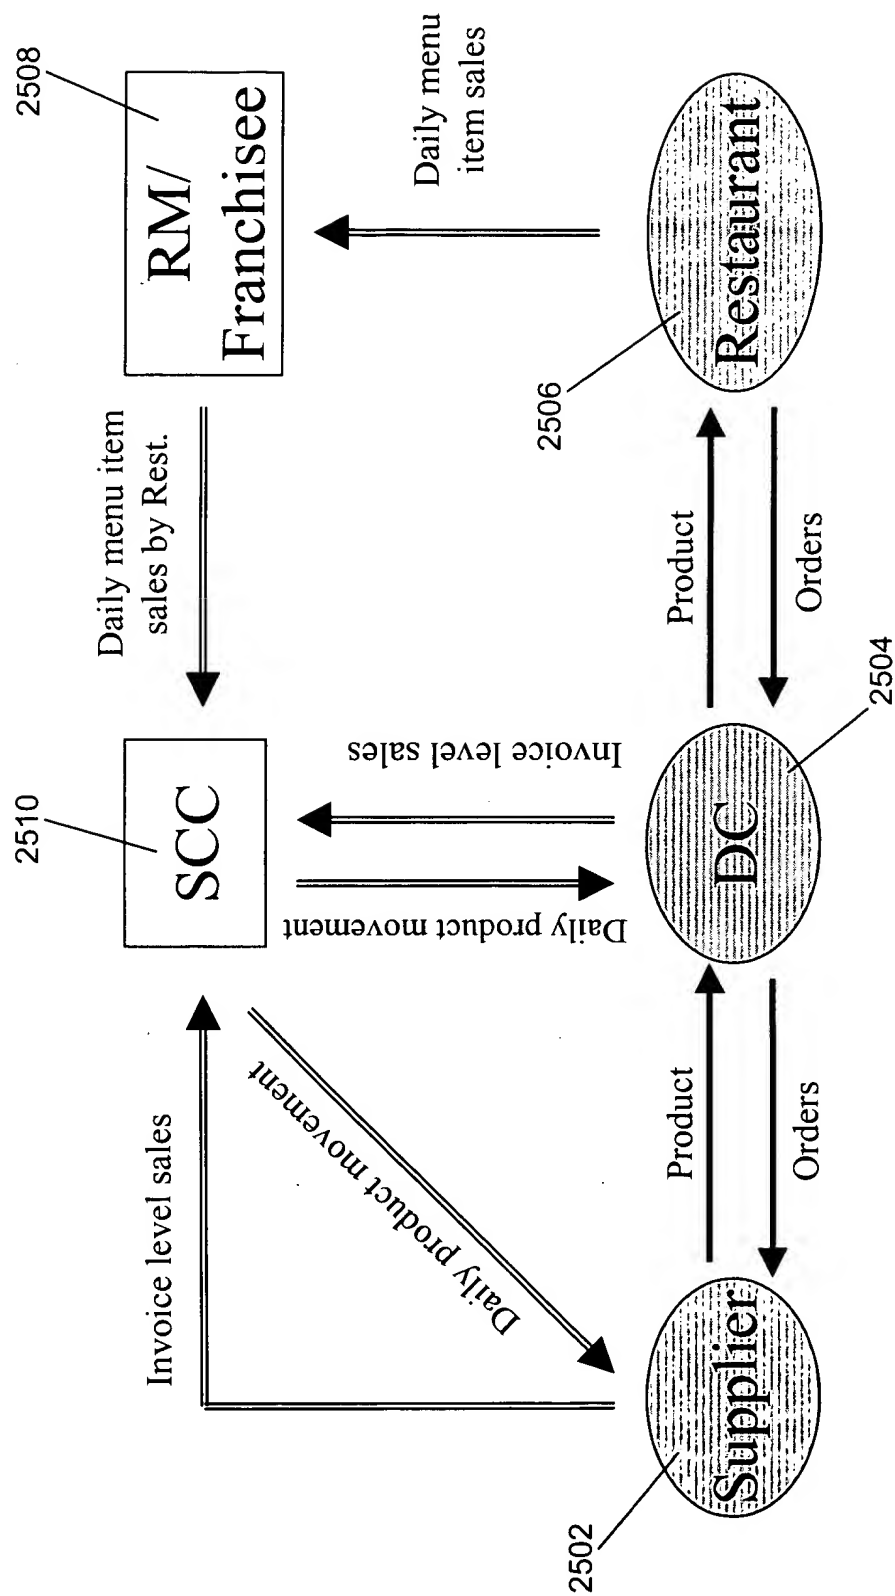 2510
2508
SCC
RM/
Franchisee
Invoice level sales
Daily menu item
sales by Rest.
Daily menu
item sales
Daily product movement
Daily product movement
Invoice level sales
2502
2506
Supplier
DC
Restaurant
Product
Product
Orders
Orders
2504